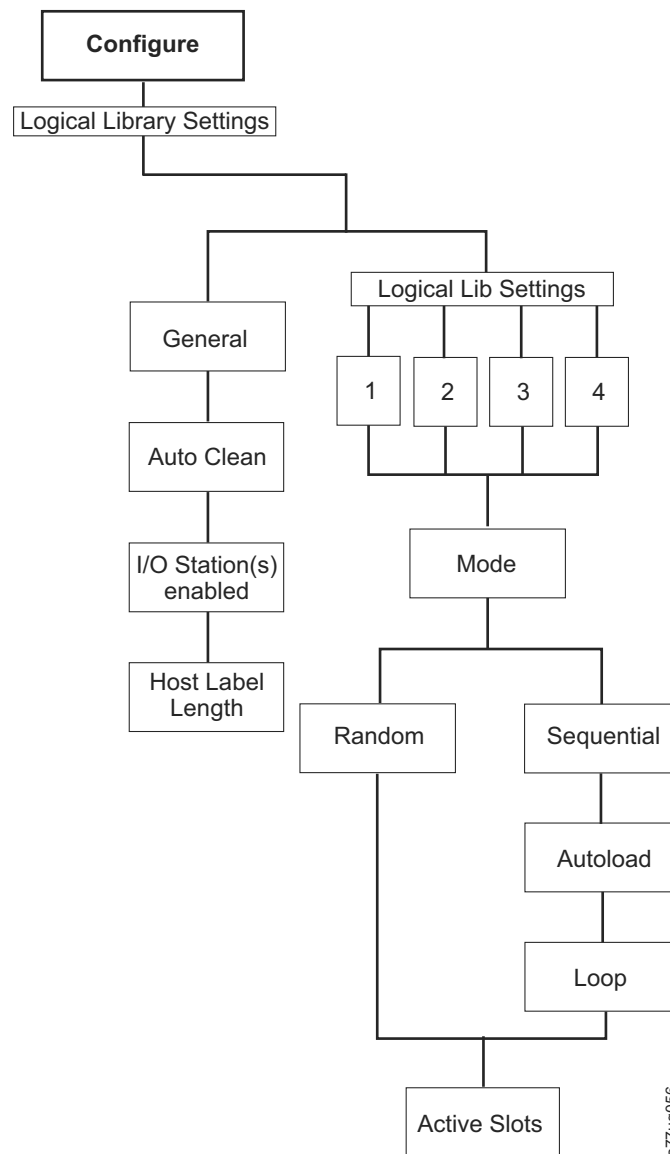 Configure
Logical Library Settings
Logical Lib Settings
General
1
2
3
4
Auto Clean
I/O Station(s)
enabled
Mode
Host Label
Length
Random
Sequential
Autoload
Loop
Active Slots